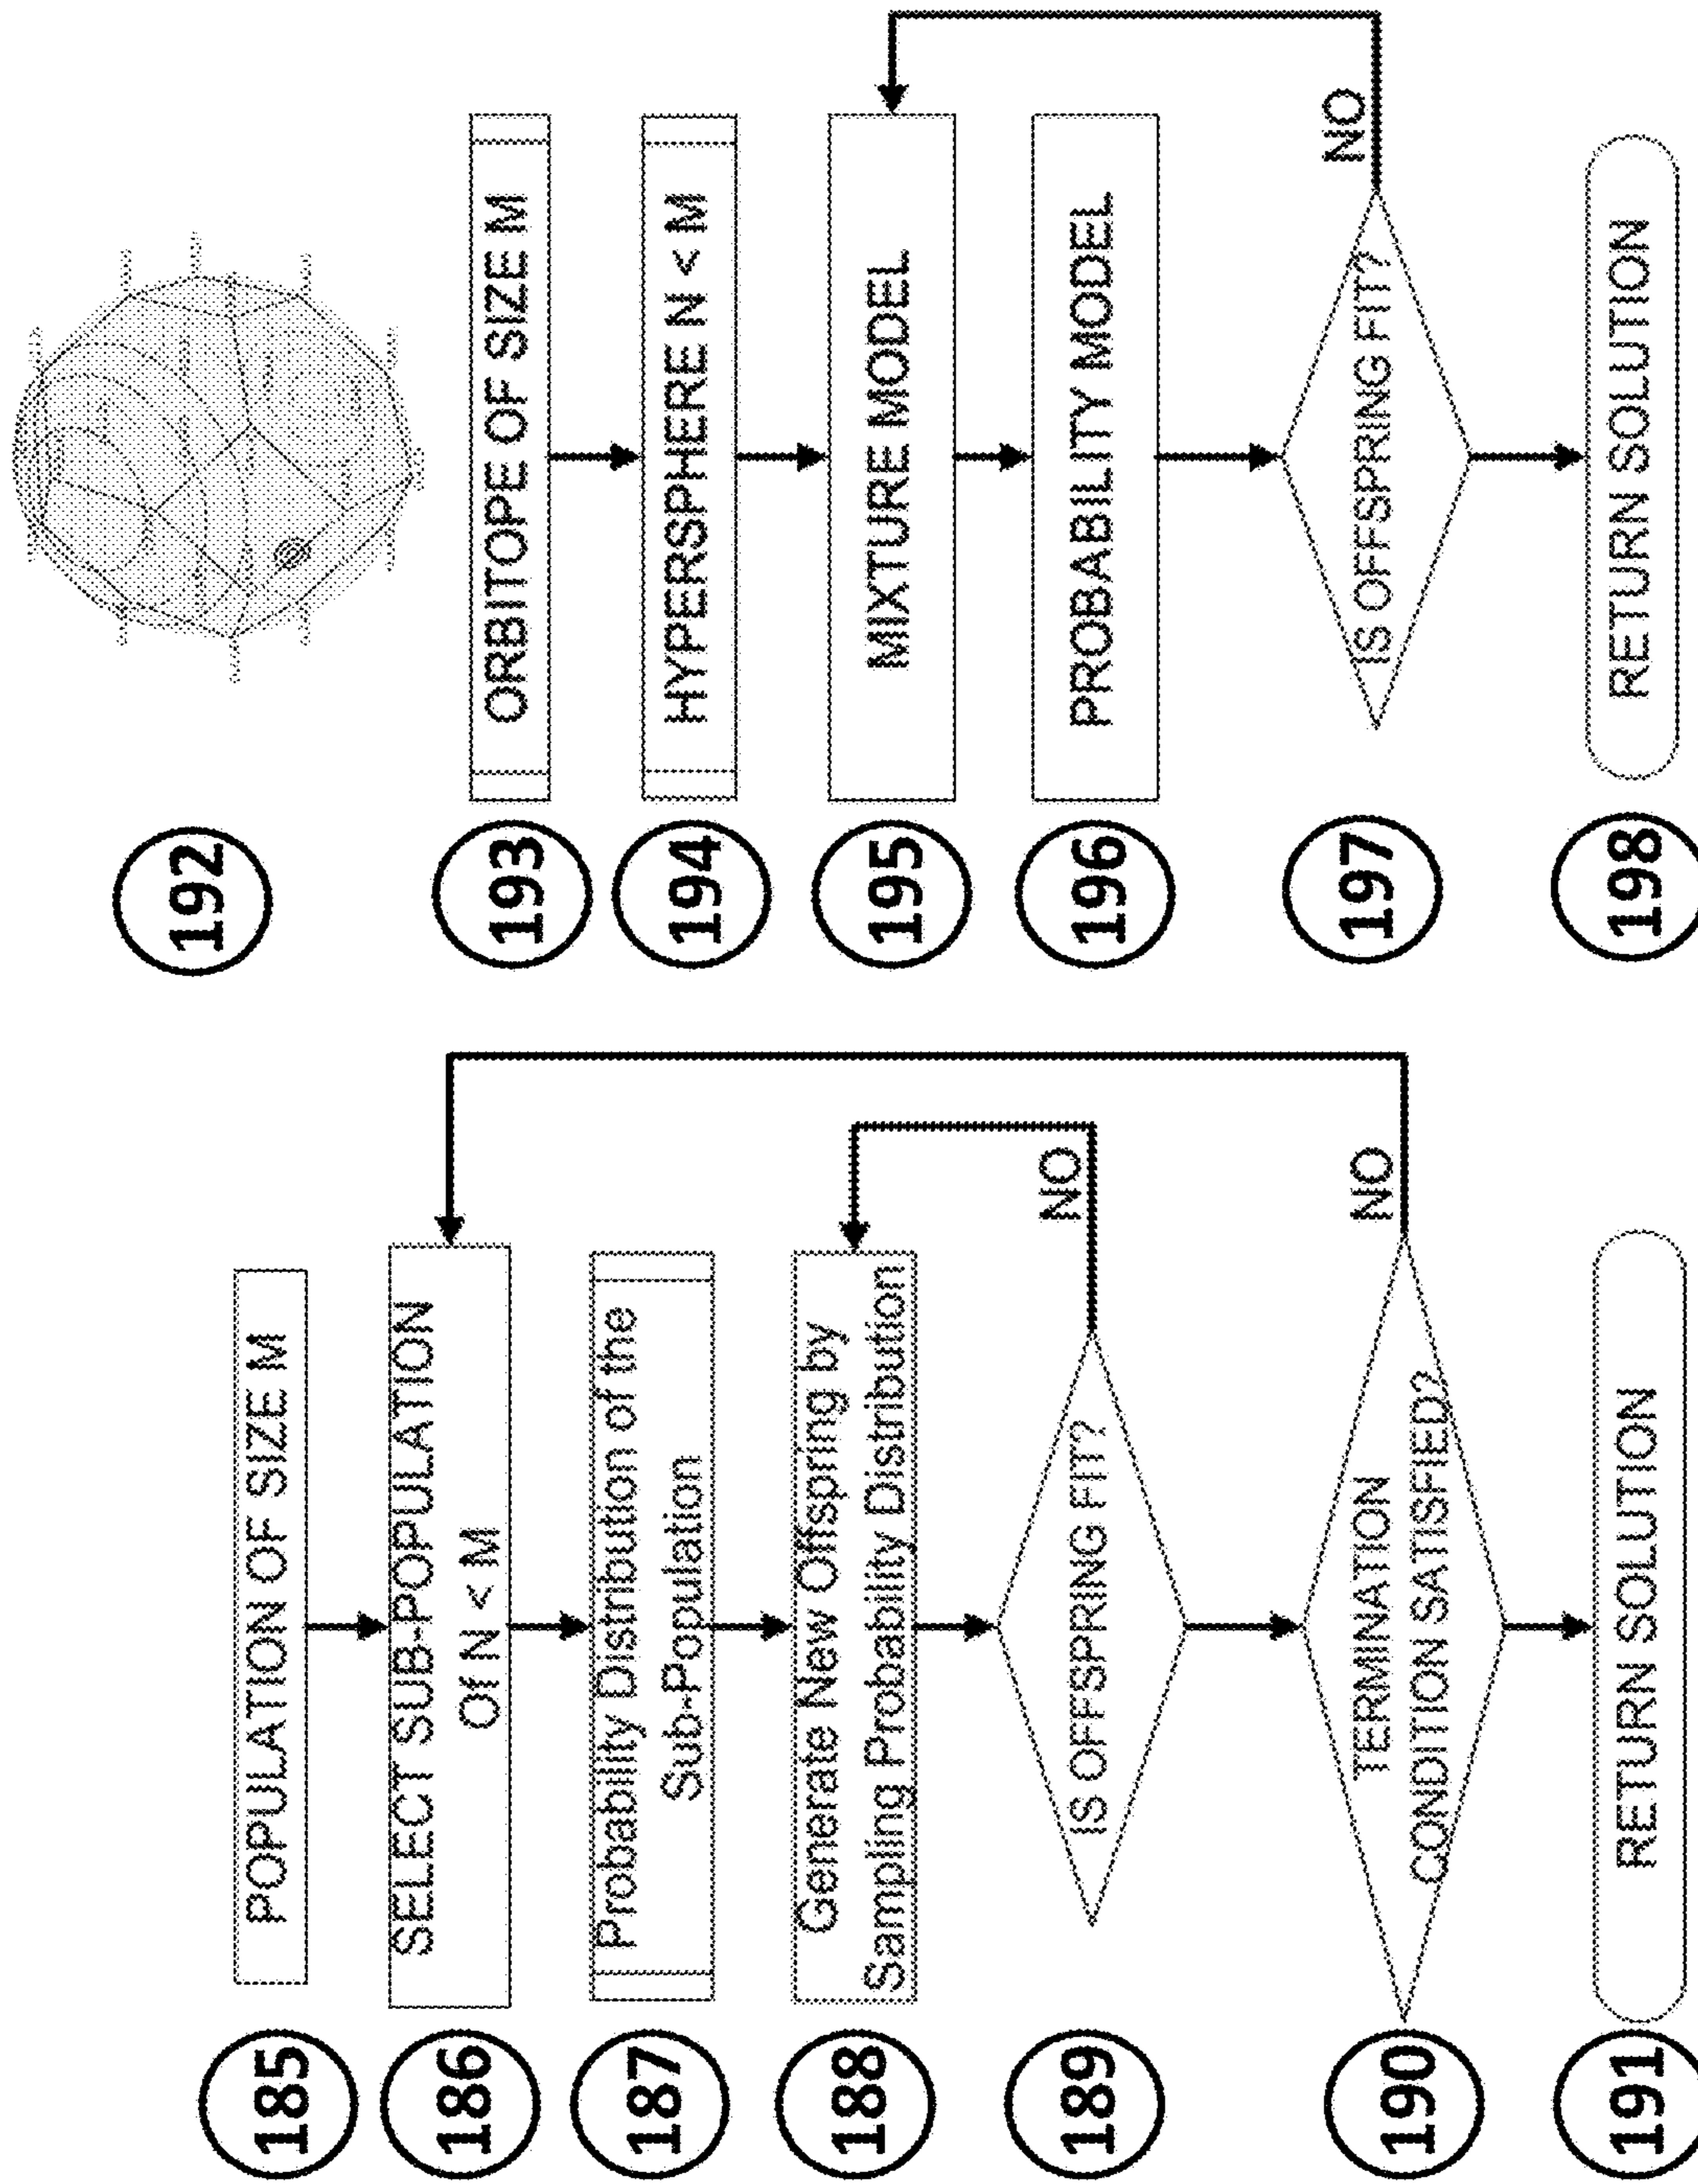 185
POPULATION OF SIZE M
186
SELECT SUB-POPULATION
Of N < M
187
Probability Distribution of the
Sub-Population
188
Generate New Offspring by
Sampling Probability Distribution
189
IS OFFSPRING FIT?
NO
190
TERMINATION
CONDITION SATISFIED?
NO
191
RETURN SOLUTION
192
193
ORBITOPE OF SIZE M
194
HYPERSPHERE N < M
195
MIXTURE MODEL
196
PROBABILITY MODEL
197
IS OFFSPRING FIT?
NO
198
RETURN SOLUTION